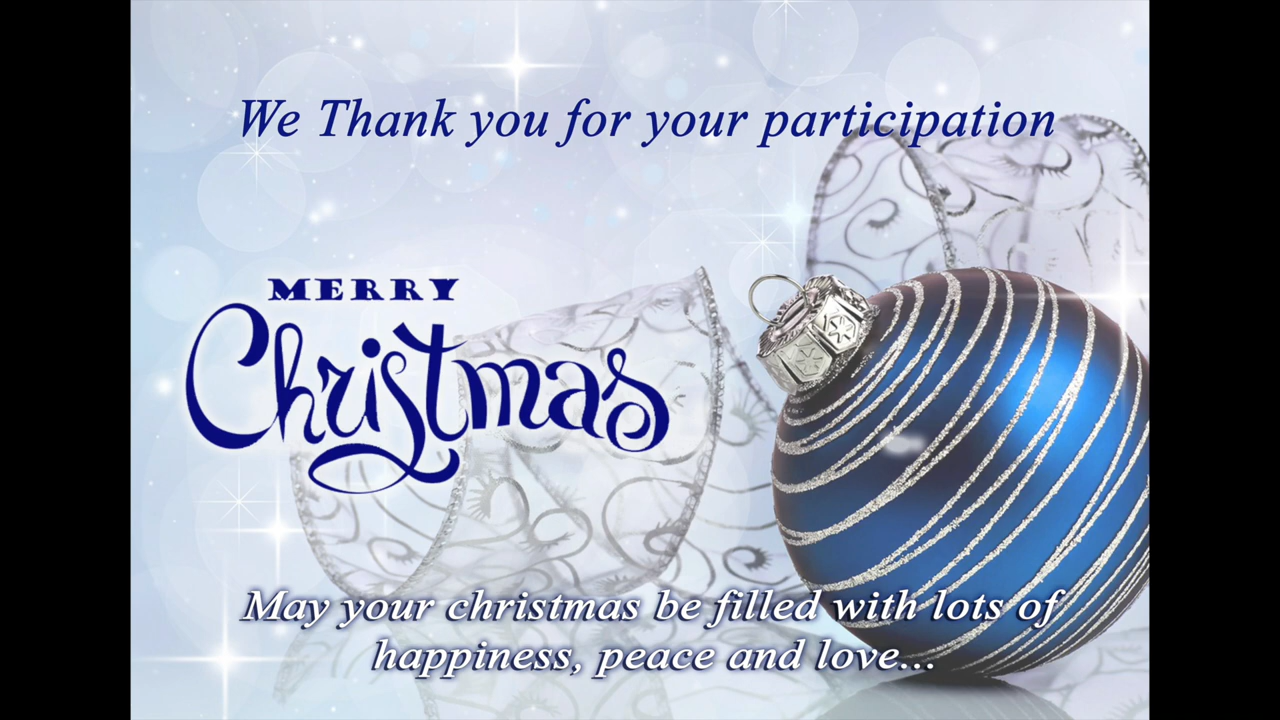 We Thank you for your participation
MERRY
Christmas
May your christmas be filled with lots of
happiness, peace and love...